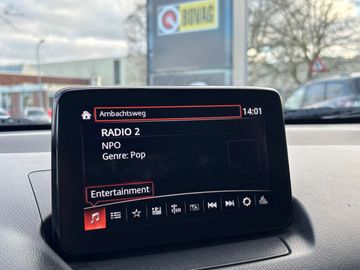 BOVAG
Ambachtsweg 14:01
RADIO 2
NPO
Genre: Pop
Entertainment